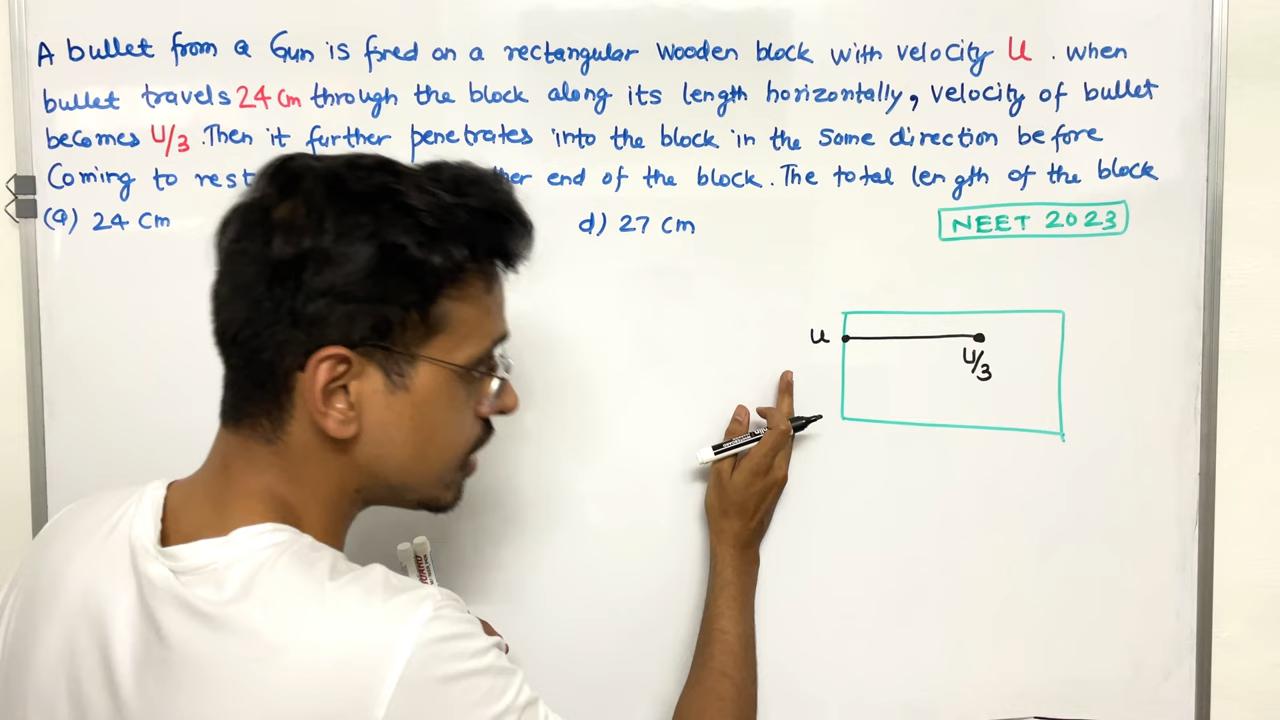 A bullet from a Gun is fired on a rectangular wooden block with velocity U . when
bullet travels 24 cm through the block along its length horizontally, velocity of bullet
becomes U/3 .Then it further penetrates into the block in the same direction before
Coming to rest end of the block. The total length of the block
(a) 24 cm d) 27 cm
NEET 2023
u
U/3